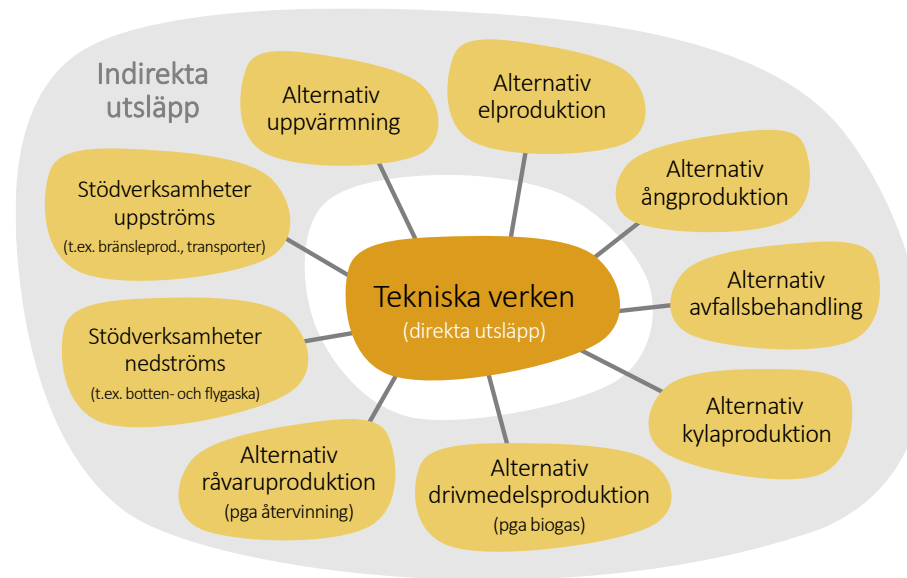 Indirekta
utsläpp
Alternativ
uppvärmning
Alternativ
elproduktion
Alternativ
ångproduktion
Alternativ
avfallsbehandling
Alternativ
kylaproduktion
Alternativ
drivmedelsproduktion
(pga biogas)
Alternativ
råvaruproduktion
(pga återvinning)
Stödverksamheter
nedströms
(t.ex. botten- och flygaska)
Stödverksamheter
uppströms
(t.ex. bränsleprod., transporter)
Tekniska verken
(direkta utsläpp)